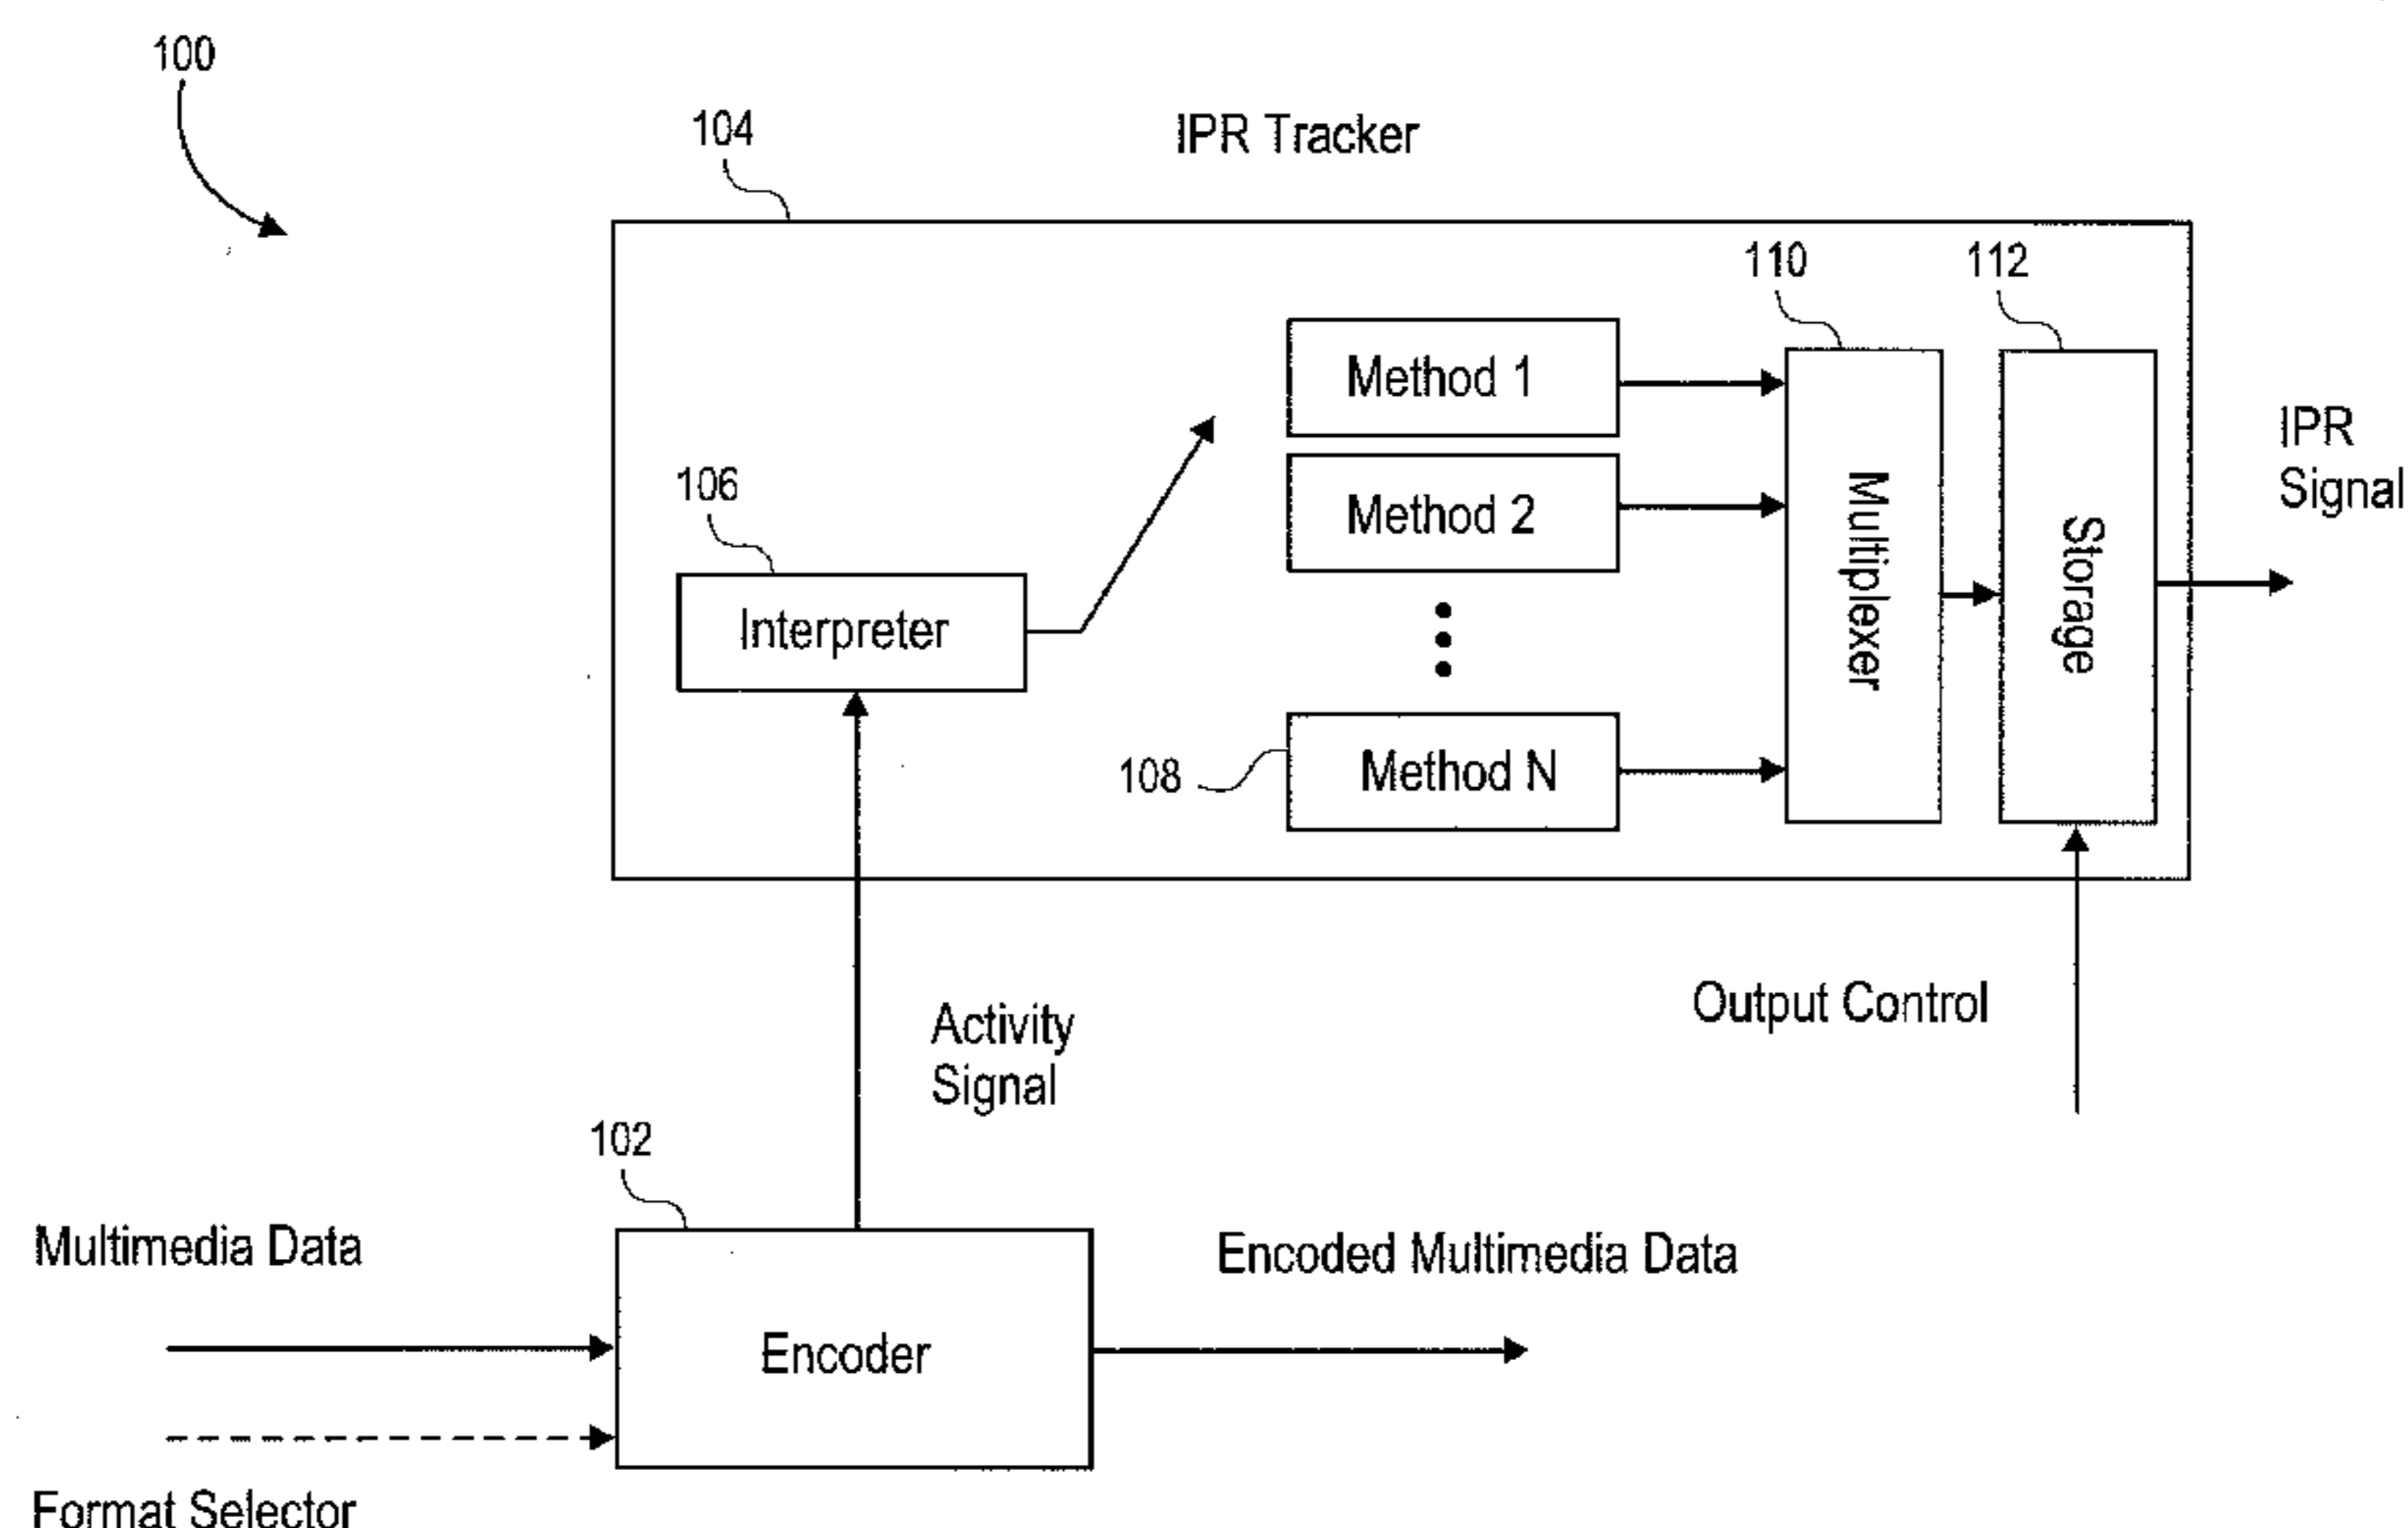 100
104
IPR Tracker
110
112
Method 1
IPR
Signal
106
Method 2
Multiplexer
Storage
Interpreter
108
Method N
Output Control
Activity
Signal
102
Multimedia Data
Encoded Multimedia Data
Encoder
Format Selector